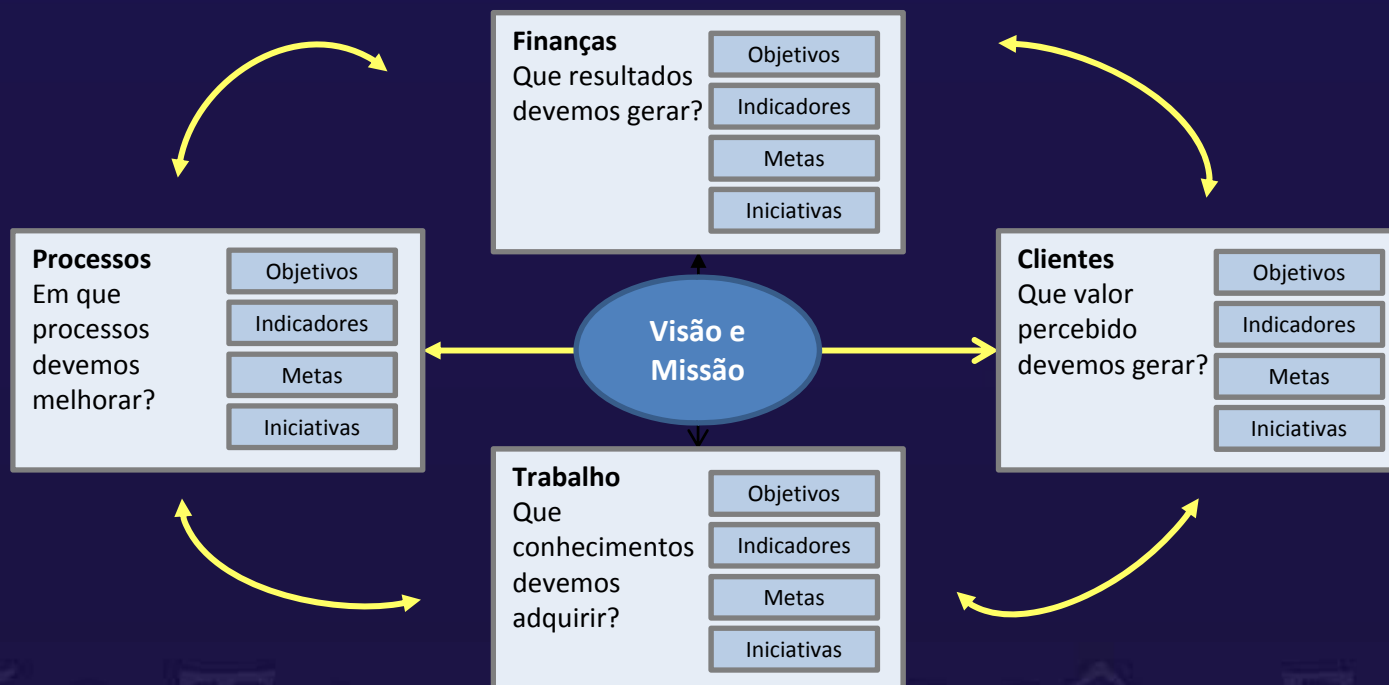 Finanças
Que resultados
devemos gerar?
Objetivos
Indicadores
Metas
Iniciativas
Processos
Em que
processos
devemos
melhorar?
Objetivos
Indicadores
Metas
Iniciativas
Visão e
Missão
Clientes
Que valor
percebido
devemos gerar?
Objetivos
Indicadores
Metas
Iniciativas
Trabalho
Que
conhecimentos
devemos
adquirir?
Objetivos
Indicadores
Metas
Iniciativas